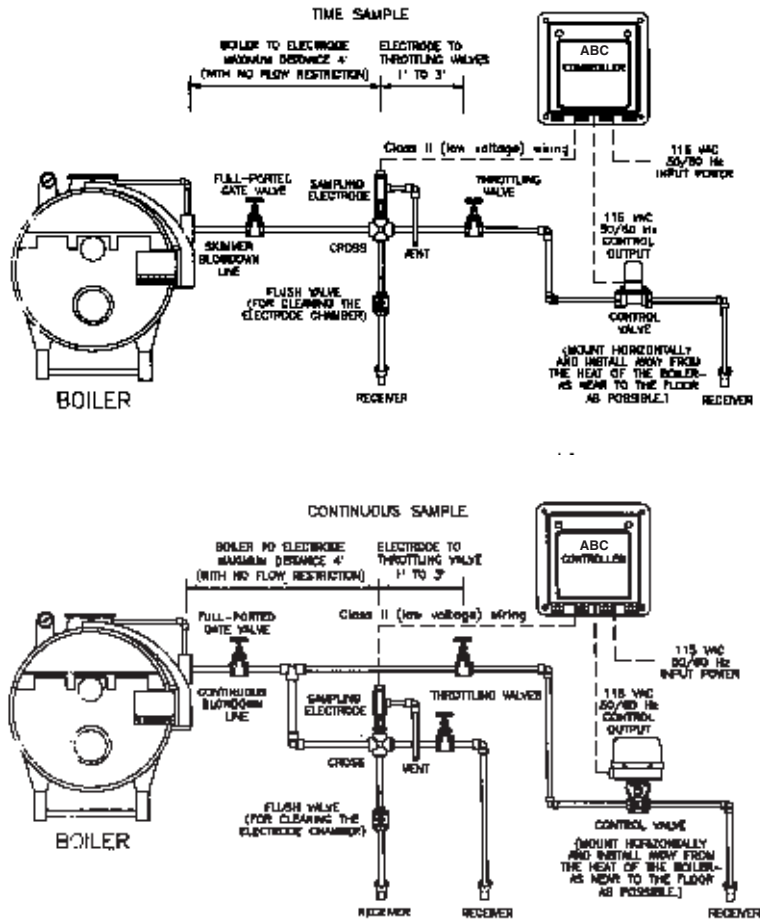 TIME SAMPLE
BOILER TO ELECTRODE
MAXIMUM DISTANCE 4'
(WITH NO FLOW RESTRICTION)
ELECTRODE TO
THROTTLING VALVES
1' TO 3'
ABC
CONTROLLER
Class II (low voltage) wiring
115 VAC
50/60 Hz
INPUT POWER
FULL-PORTED
GATE VALVE
SAMPLING
ELECTRODE
THROTTLING
VALVE
115 VAC
50/60 Hz
CONTROL
OUTPUT
SKIMMER
BLOWDOWN
LINE
CROSS
VENT
FLUSH VALVE
(FOR CLEANING THE
ELECTRODE CHAMBER)
CONTROL
VALVE
(MOUNT HORIZONTALLY
AND INSTALL AWAY FROM
THE HEAT OF THE BOILER-
AS NEAR TO THE FLOOR
AS POSSIBLE.)
BOILER
RECEIVER
RECEIVER
CONTINUOUS SAMPLE
BOILER TO ELECTRODE
MAXIMUM DISTANCE 4'
(WITH NO FLOW RESTRICTION)
ELECTRODE TO
THROTTLING VALVE
1' TO 3'
ABC
CONTROLLER
Class II (low voltage) wiring
FULL-PORTED
GATE VALVE
115 VAC
50/60 Hz
INPUT POWER
CONTINUOUS
BLOWDOWN
LINE
SAMPLING
ELECTRODE
THROTTLING VALVES
115 VAC
50/60 Hz
CONTROL
OUTPUT
CROSS
VENT
FLUSH VALVE
(FOR CLEANING THE
ELECTRODE CHAMBER)
CONTROL VALVE
(MOUNT HORIZONTALLY
AND INSTALL AWAY FROM
THE HEAT OF THE BOILER-
AS NEAR TO THE FLOOR
AS POSSIBLE.)
BOILER
RECEIVER
RECEIVER
RECEIVER